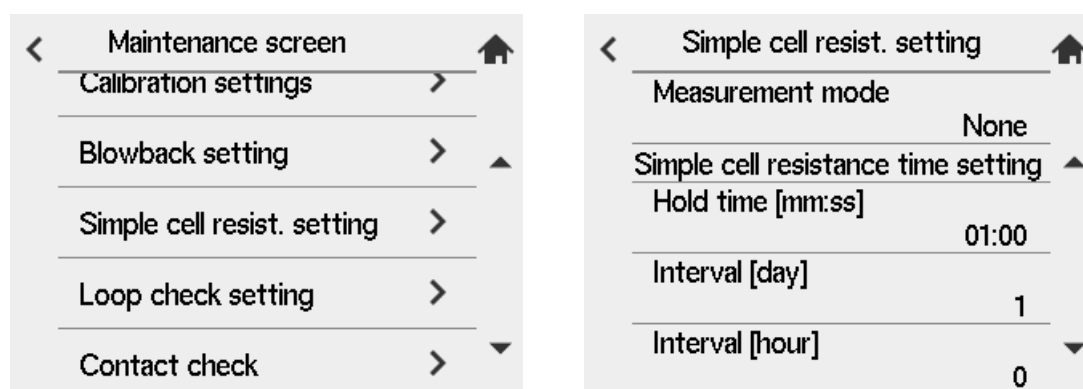 Maintenance screen
Calibration settings
Blowback setting
Simple cell resist. setting
Loop check setting
Contact check
Simple cell resist. setting
Measurement mode
None
Simple cell resistance time setting
Hold time [mm:ss]
01:00
Interval [day]
1
Interval [hour]
0